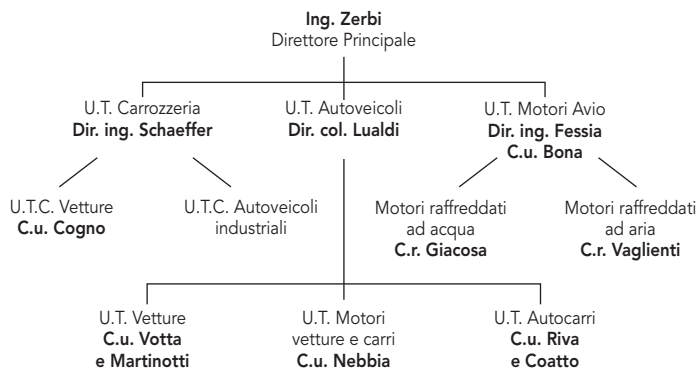 Ing. Zerbi
Direttore Principale
U.T. Carrozzeria
Dir. ing. Schaeffer
U.T. Autoveicoli
Dir. col. Lualdi
U.T. Motori Avio
Dir. ing. Fessia
C.u. Bona
U.T.C. Vetture
C.u. Cogno
U.T.C. Autoveicoli
industriali
Motori raffreddati
ad acqua
C.r. Giacosa
Motori raffreddati
ad aria
C.r. Vaglienti
U.T. Vetture
C.u. Votta
e Martinotti
U.T. Motori
vetture e carri
C.u. Nebbia
U.T. Autocarri
C.u. Riva
e Coatto